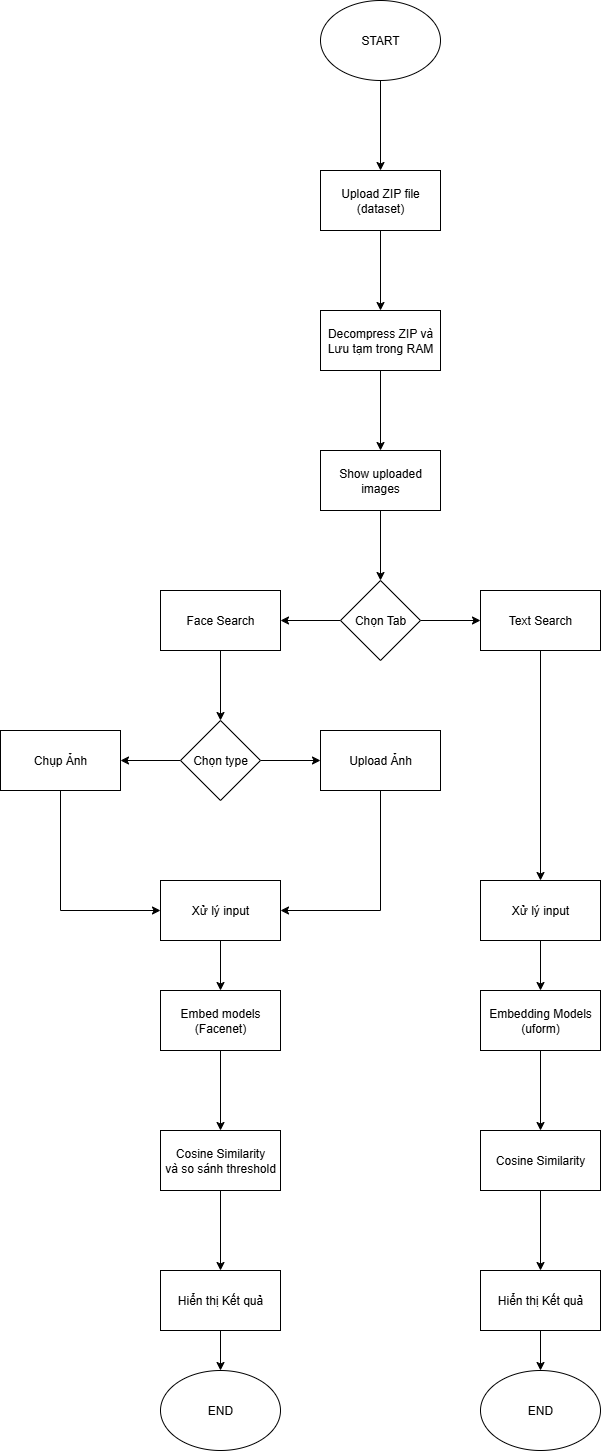 START
Upload ZIP file
(dataset)
Decompress ZIP và
Lưu tạm trong RAM
Show uploaded
images
Face Search
Chọn Tab
Text Search
Chụp Ảnh
Chọn type
Upload Ảnh
Xử lý input
Xử lý input
Embed models
(Facenet)
Embedding Models
(uform)
Cosine Similarity
và so sánh threshold
Cosine Similarity
Hiển thị Kết quả
Hiển thị Kết quả
END
END